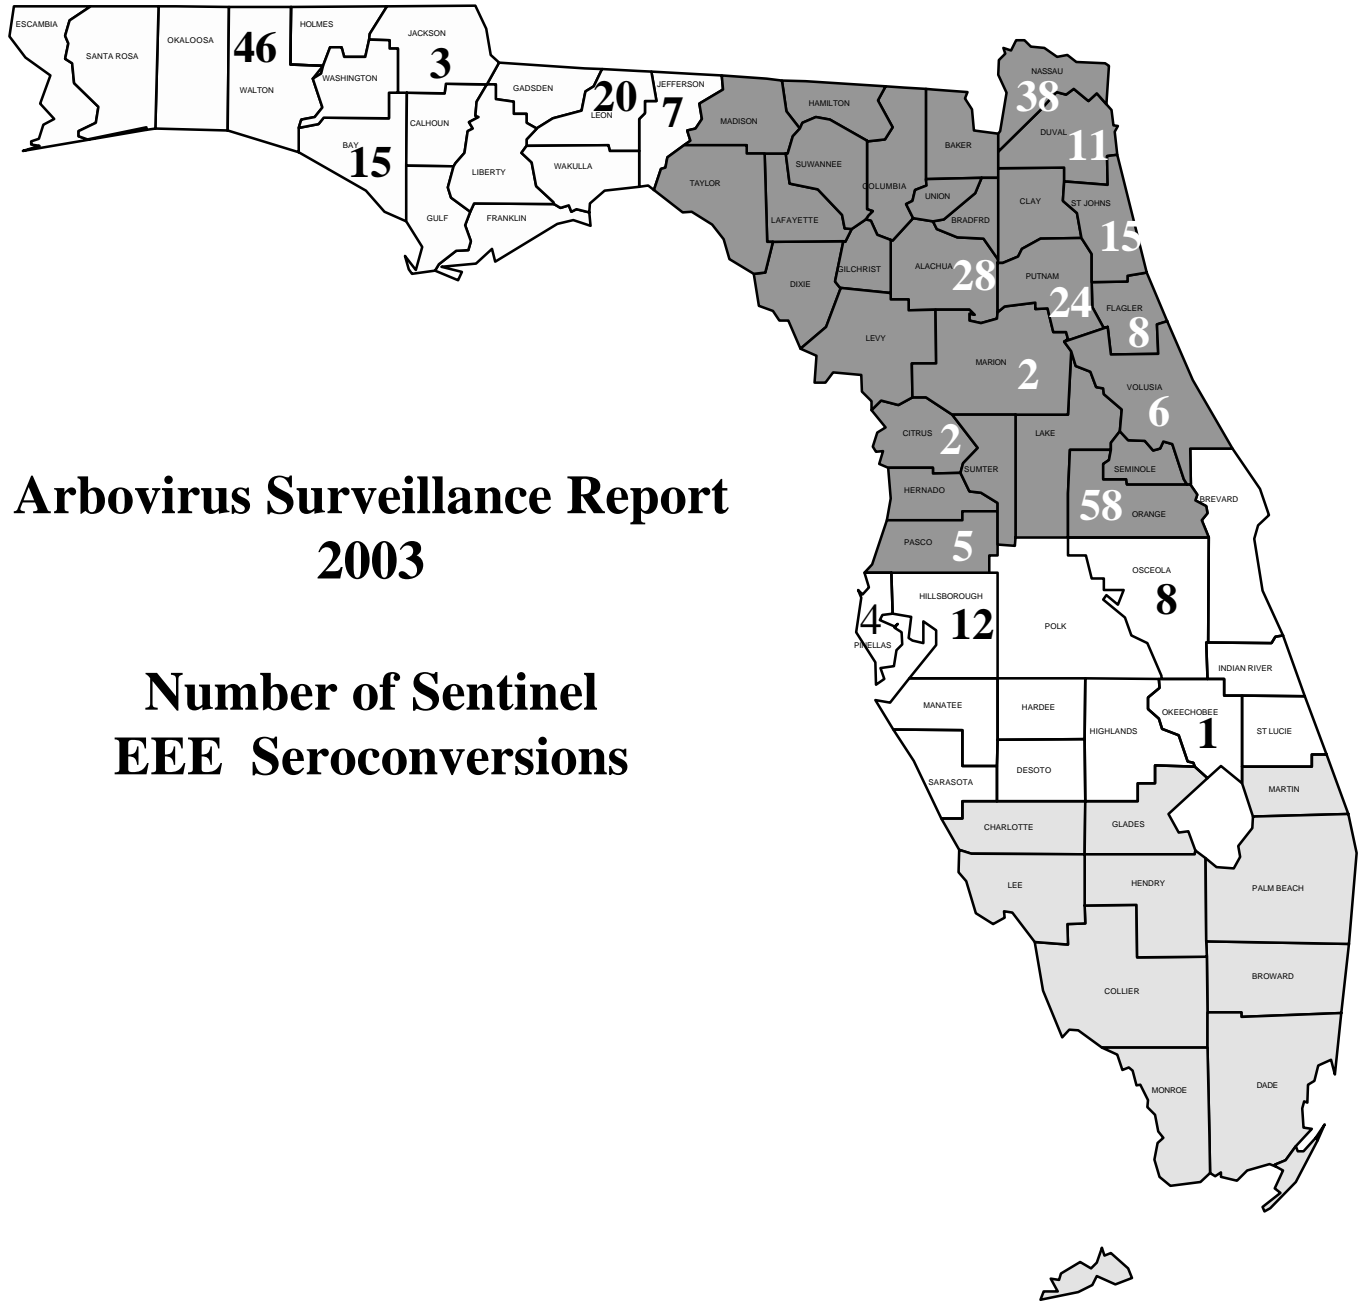 ESCAMBIA
SANTA ROSA
OKALOOSA
46
WALTON
HOLMES
WASHINGTON
JACKSON
3
BAY
15
CALHOUN
GULF
GADSDEN
LIBERTY
FRANKLIN
20
LEON
WAKULLA
JEFFERSON
7
MADISON
TAYLOR
HAMILTON
SUWANNEE
LAFAYETTE
DIXIE
COLUMBIA
GILCHRIST
BAKER
UNION
BRADFRD
ALACHUA
28
LEVY
NASSAU
38
DUVAL
11
CLAY
ST JOHNS
15
PUTNAM
24
FLAGLER
8
MARION
2
VOLUSIA
6
CITRUS
2
SUMTER
LAKE
SEMINOLE
HERNADO
58
ORANGE
BREVARD
PASCO
5
Arbovirus Surveillance Report
2003
Number of Sentinel
EEE Seroconversions
4
PINELLAS
HILLSBOROUGH
12
POLK
OSCEOLA
8
INDIAN RIVER
MANATEE
HARDEE
HIGHLANDS
OKEECHOBEE
1
ST LUCIE
SARASOTA
DESOTO
MARTIN
CHARLOTTE
GLADES
LEE
HENDRY
PALM BEACH
COLLIER
BROWARD
MONROE
DADE